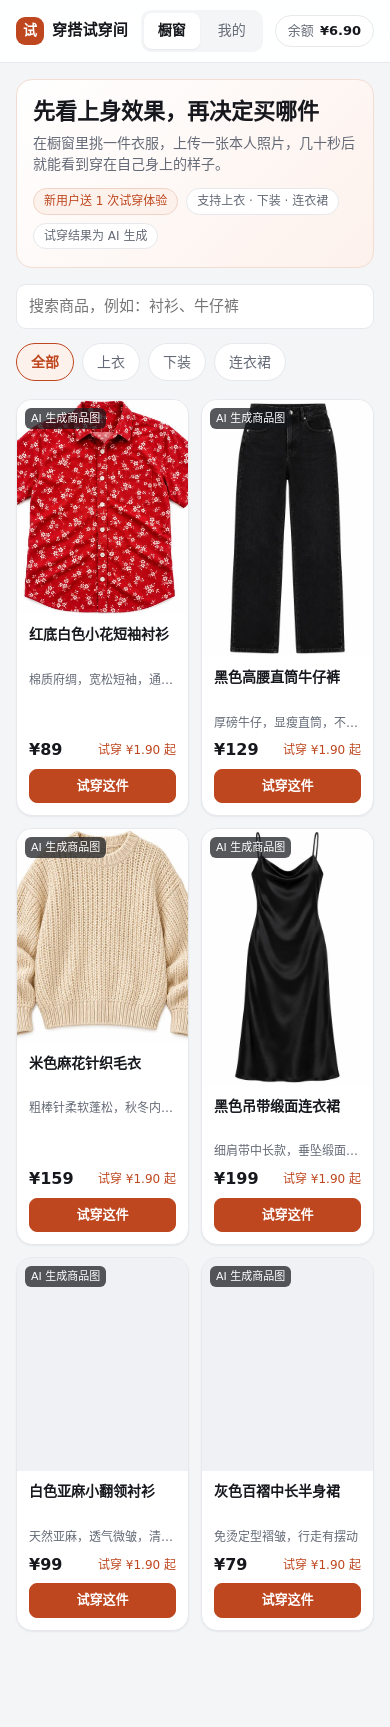 试 穿搭试穿间 橱窗 我的 余额 ¥6.90
先看上身效果，再决定买哪件
在橱窗里挑一件衣服，上传一张本人照片，几十秒后
就能看到穿在自己身上的样子。
新用户送 1 次试穿体验 支持上衣 · 下装 · 连衣裙
试穿结果为 AI 生成
搜索商品，例如：衬衫、牛仔裤
全部 上衣 下装 连衣裙
AI 生成商品图
红底白色小花短袖衬衫
棉质府绸，宽松短袖，通…
¥89 试穿 ¥1.90 起
试穿这件
AI 生成商品图
黑色高腰直筒牛仔裤
厚磅牛仔，显瘦直筒，不…
¥129 试穿 ¥1.90 起
试穿这件
AI 生成商品图
米色麻花针织毛衣
粗棒针柔软蓬松，秋冬内…
¥159 试穿 ¥1.90 起
试穿这件
AI 生成商品图
黑色吊带缎面连衣裙
细肩带中长款，垂坠缎面…
¥199 试穿 ¥1.90 起
试穿这件
AI 生成商品图
白色亚麻小翻领衬衫
天然亚麻，透气微皱，清…
¥99 试穿 ¥1.90 起
试穿这件
AI 生成商品图
灰色百褶中长半身裙
免烫定型褶皱，行走有摆动
¥79 试穿 ¥1.90 起
试穿这件